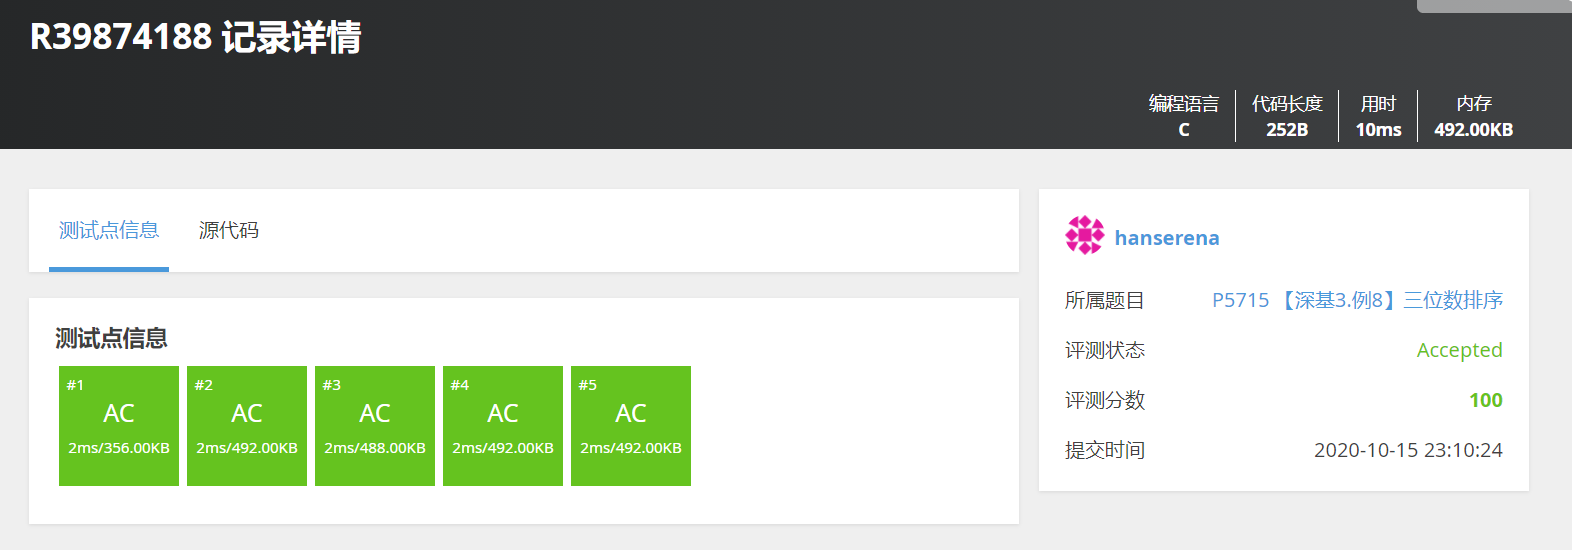 R39874188 记录详情
编程语言 代码长度 用时 内存
C 252B 10ms 492.00KB
测试点信息 源代码
测试点信息
#1 #2 #3 #4 #5
AC AC AC AC AC
2ms/356.00KB 2ms/492.00KB 2ms/488.00KB 2ms/492.00KB 2ms/492.00KB
hanserena
所属题目 P5715 【深基3.例8】三位数排序
评测状态 Accepted
评测分数 100
提交时间 2020-10-15 23:10:24